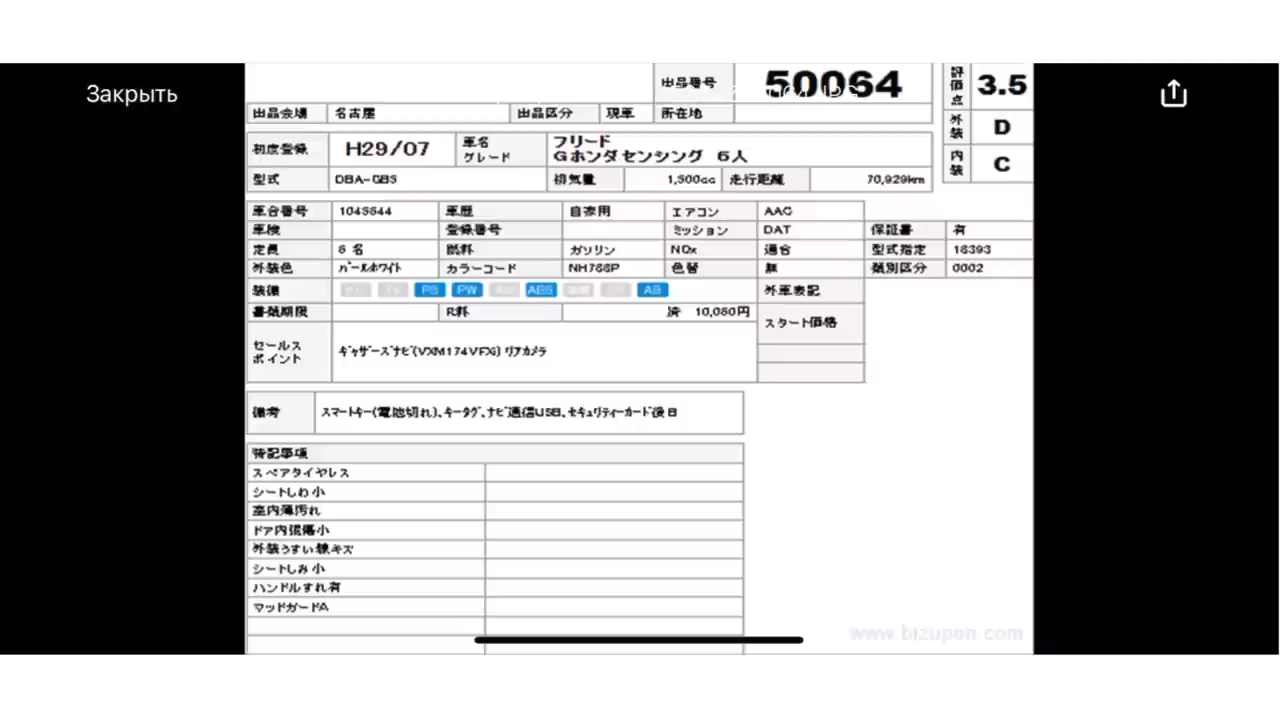 Закрыть
出品番号 50064 評価点 3.5
出品会場 名古屋 出品区分 現車 所在地
外装 D
初度登録 H29/07 車名 グレード フリード
Gホンダセンシング 6人
内装 C
型式 DBA-GB5 排気量 1,500cc 走行距離 70,929km
車台番号 1045644 車歴 自家用 エアコン AAC
車検 登録番号 ミッション DAT 保証書 有
定員 6 名 燃料 ガソリン NOx 適合 型式指定 18393
外装色 パールホワイト カラーコード NH788P 色替 無 類別区分 0002
装備 PS PW ABS AB 外車表記
書類期限 R料 済 10,080円 スタート価格
セールス
ポイント ギャザーズナビ(VXM174VFXi) リアカメラ
備考 スマートキー(電池切れ)、キータグ、ナビ通信USB、セキュリティーカード後日
特記事項
スペアタイヤレス
シートしわ小
室内薄汚れ
ドア内張傷小
外装うすい線キズ
シートしみ小
ハンドルすれ有
マッドガードA
www.bizupon.com